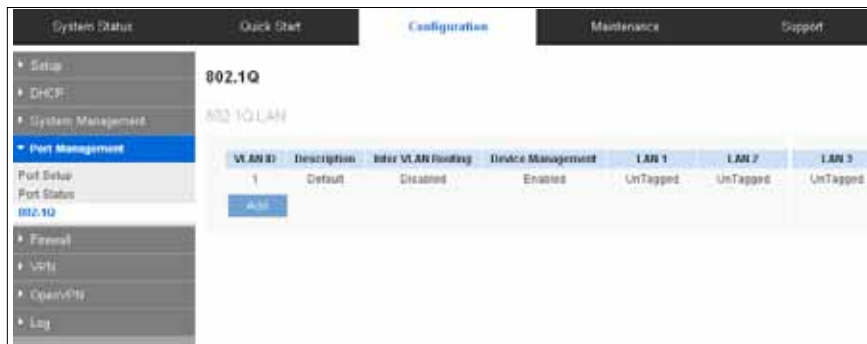 System Status Quick Start Configuration Maintenance Support
Setup
DHCP
System Management
Port Management
Port Setup
Port Status
802.1Q
Firewall
VPN
OpenVPN
Log
802.1Q
802.1Q LAN
VLAN ID Description Inter VLAN Routing Device Management LAN 1 LAN 2 LAN 3
1 Default Disabled Enabled UnTagged UnTagged UnTagged
Add